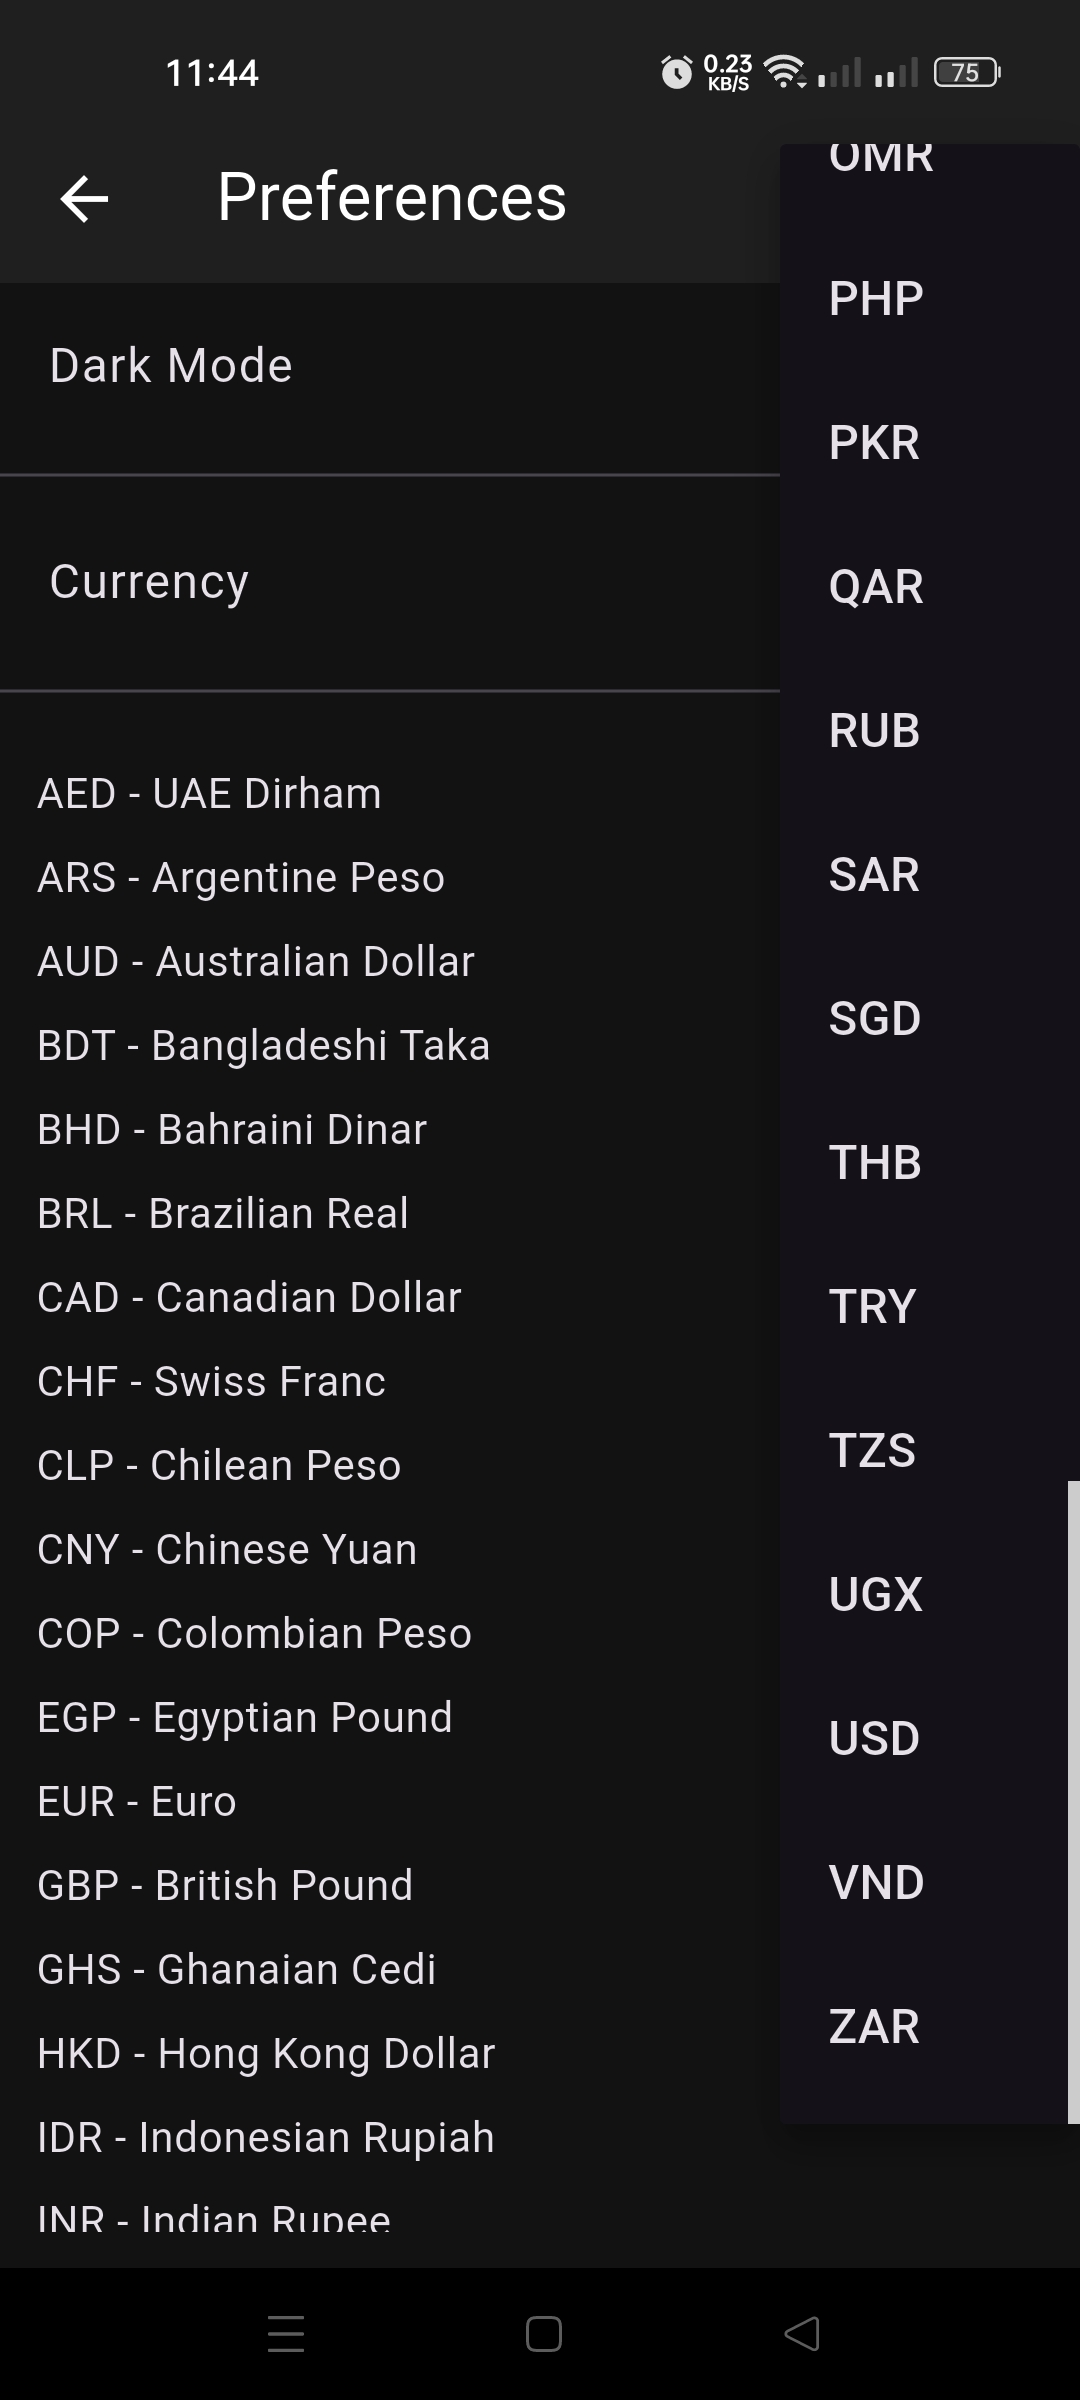 11:44
0.23
KB/S
75
Preferences
Dark Mode
Currency
AED - UAE Dirham
ARS - Argentine Peso
AUD - Australian Dollar
BDT - Bangladeshi Taka
BHD - Bahraini Dinar
BRL - Brazilian Real
CAD - Canadian Dollar
CHF - Swiss Franc
CLP - Chilean Peso
CNY - Chinese Yuan
COP - Colombian Peso
EGP - Egyptian Pound
EUR - Euro
GBP - British Pound
GHS - Ghanaian Cedi
HKD - Hong Kong Dollar
IDR - Indonesian Rupiah
INR - Indian Rupee
OMR
PHP
PKR
QAR
RUB
SAR
SGD
THB
TRY
TZS
UGX
USD
VND
ZAR